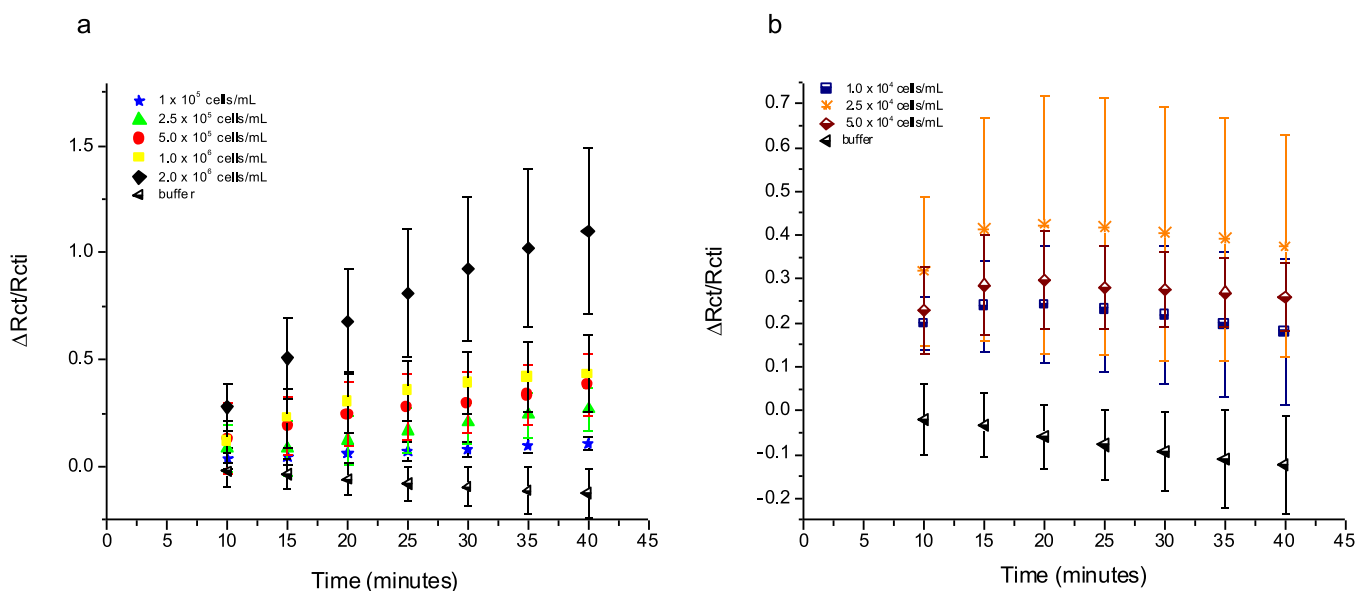 a
1.5
1.0
0.5
0.0
ΔRct/Rcti
1 x 10⁵ cells/mL
2.5 x 10⁵ cells/mL
5.0 x 10⁵ cells/mL
1.0 x 10⁶ cells/mL
2.0 x 10⁶ cells/mL
buffer
0 5 10 15 20 25 30 35 40 45
Time (minutes)
b
0.7
0.6
0.5
0.4
0.3
0.2
0.1
0.0
-0.1
-0.2
ΔRct/Rcti
1.0 x 10⁴ cells/mL
2.5 x 10⁴ cells/mL
5.0 x 10⁴ cells/mL
buffer
0 5 10 15 20 25 30 35 40 45
Time (minutes)